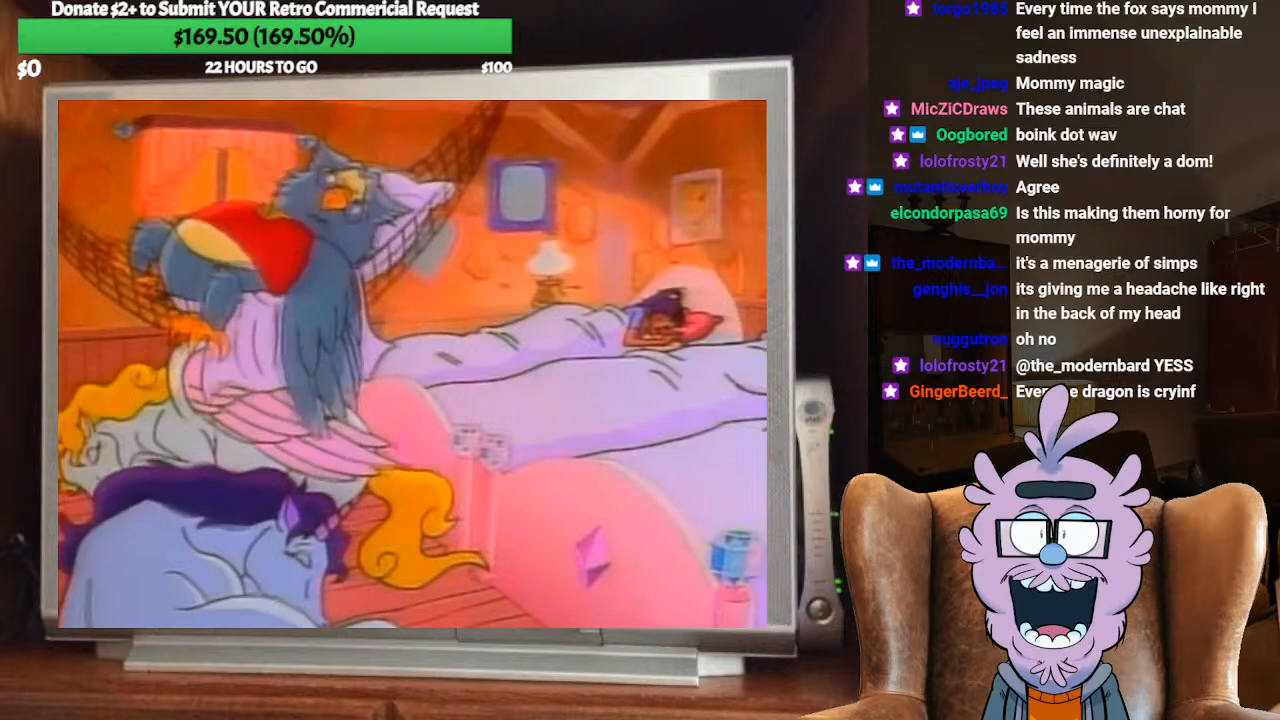 Donate $2+ to Submit YOUR Retro Commericial Request
$169.50 (169.50%)
$0
22 HOURS TO GO
$100
torgo1985 Every time the fox says mommy I
feel an immense unexplainable
sadness
aje_jpeg Mommy magic
MicZiCDraws These animals are chat
Oogbored boink dot wav
lolofrosty21 Well she's definitely a dom!
mutantloverboy Agree
elcondorpasa69 Is this making them horny for
mommy
the_modernba... it's a menagerie of simps
genghis__jon its giving me a headache like right
in the back of my head
nuggutron oh no
lolofrosty21 @the_modernbard YESS
GingerBeerd_ dragon is cryinf